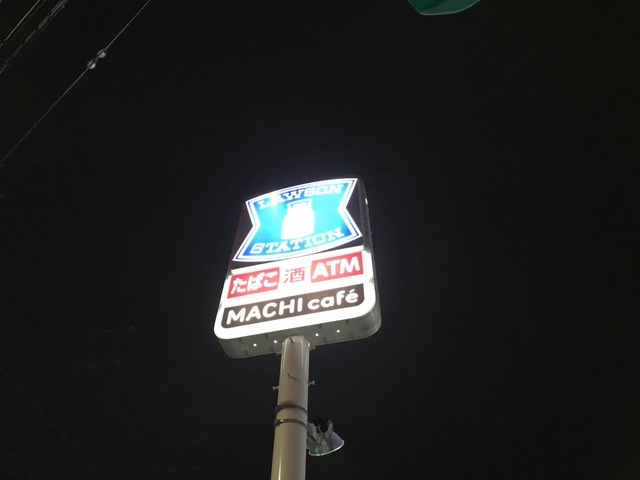 LAWSON
STATION
たばこ 酒 ATM
MACHI café